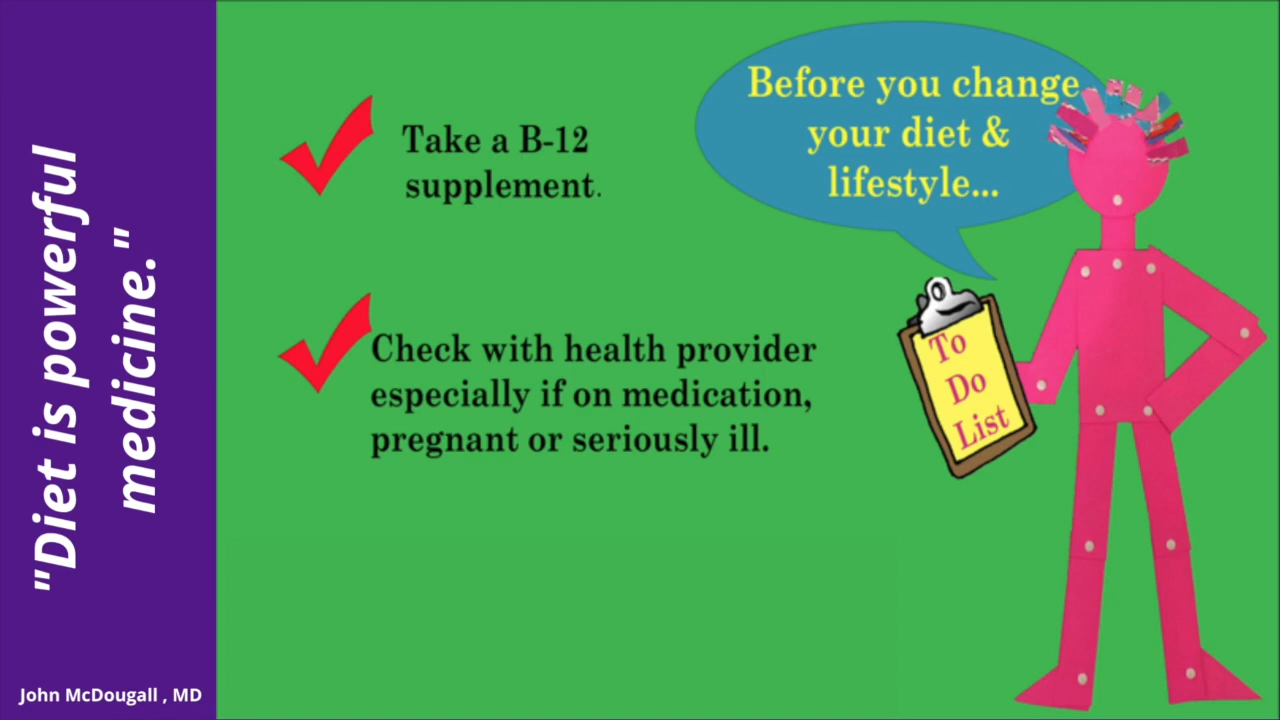 "Diet is powerful
medicine."
John McDougall , MD
Take a B-12
supplement.
Check with health provider
especially if on medication,
pregnant or seriously ill.
Before you change
your diet &
lifestyle...
To
Do
List